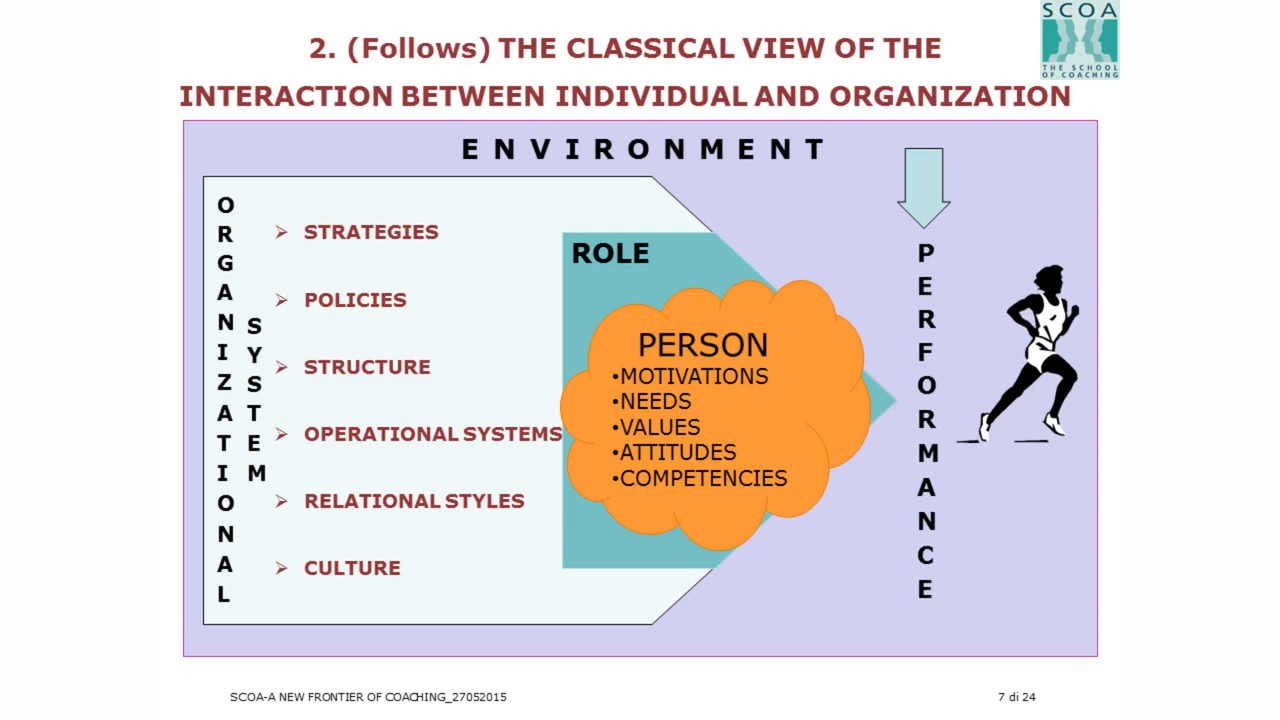 SCOA
THE SCHOOL
OF COACHING
2. (Follows) THE CLASSICAL VIEW OF THE
INTERACTION BETWEEN INDIVIDUAL AND ORGANIZATION
ENVIRONMENT
ORGANIZATIONAL
SYSTEM
➢ STRATEGIES
➢ POLICIES
➢ STRUCTURE
➢ OPERATIONAL SYSTEMS
➢ RELATIONAL STYLES
➢ CULTURE
ROLE
PERSON
•MOTIVATIONS
•NEEDS
•VALUES
•ATTITUDES
•COMPETENCIES
PERFORMANCE
SCOA-A NEW FRONTIER OF COACHING_27052015
7 di 24